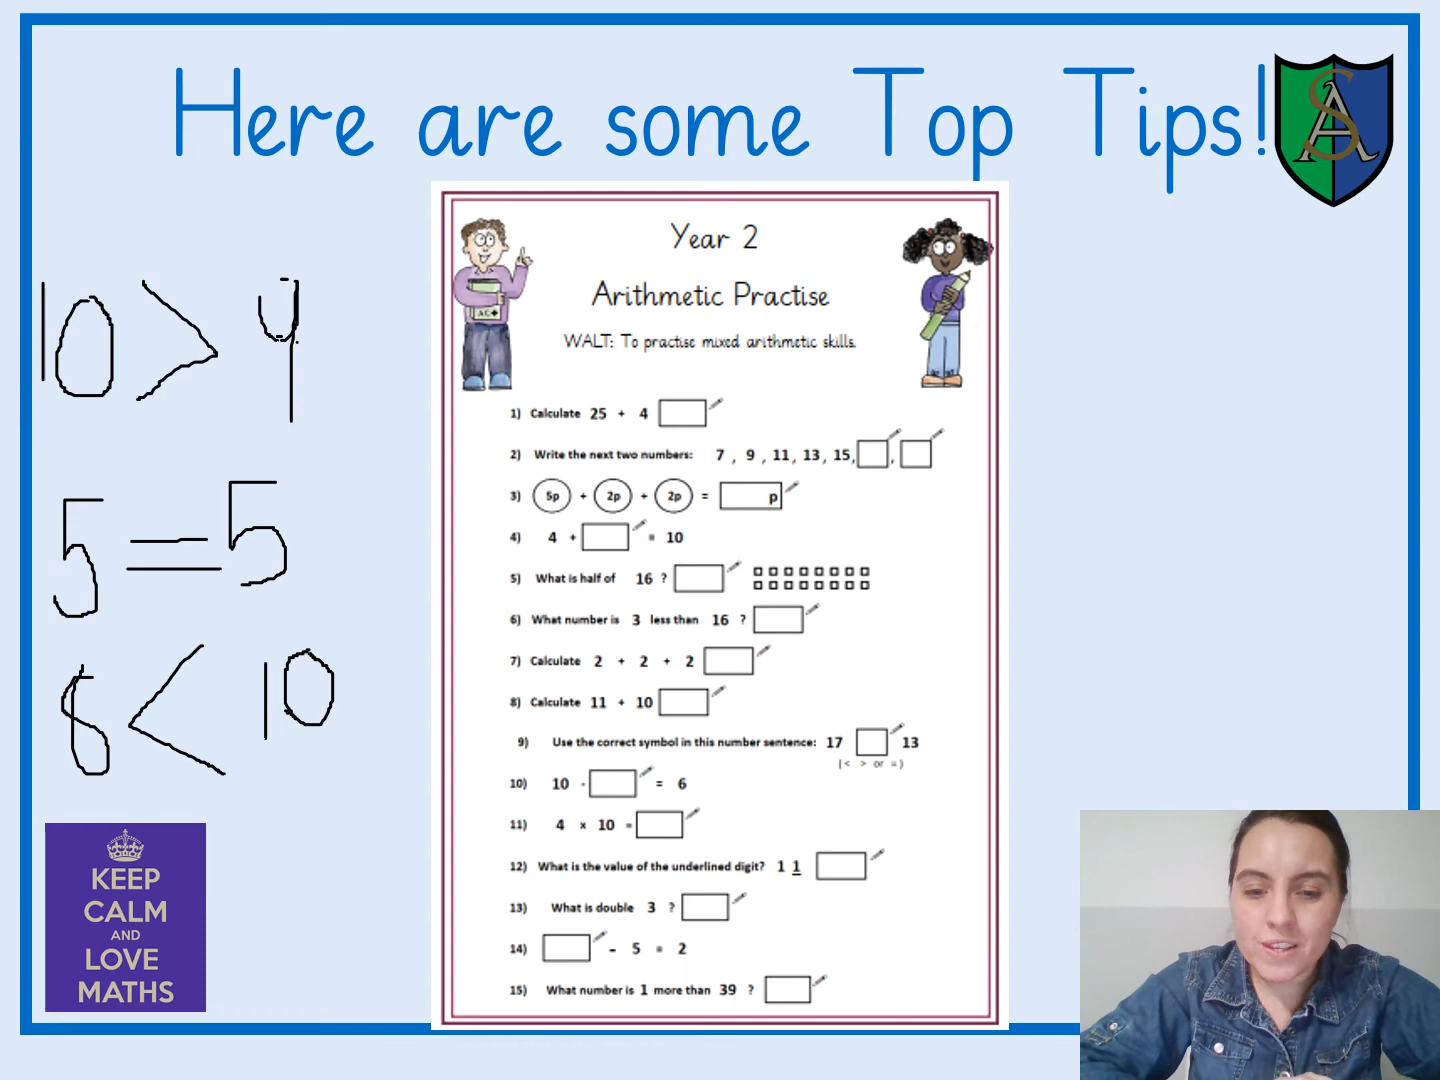 Here are some Top Tips!
SA
10 > 4
5 = 5
8 < 10
KEEP
CALM
AND
LOVE
MATHS
Year 2
Arithmetic Practise
WALT: To practise mixed arithmetic skills.
AC
1) Calculate 25 + 4
2) Write the next two numbers: 7 , 9 , 11 , 13 , 15, ,
3) 5p + 2p + 2p = p
4) 4 + = 10
5) What is half of 16 ?
6) What number is 3 less than 16 ?
7) Calculate 2 + 2 + 2
8) Calculate 11 + 10
9) Use the correct symbol in this number sentence: 17 13
( < > or = )
10) 10 - = 6
11) 4 x 10 =
12) What is the value of the underlined digit? 1 1
13) What is double 3 ?
14) - 5 = 2
15) What number is 1 more than 39 ?